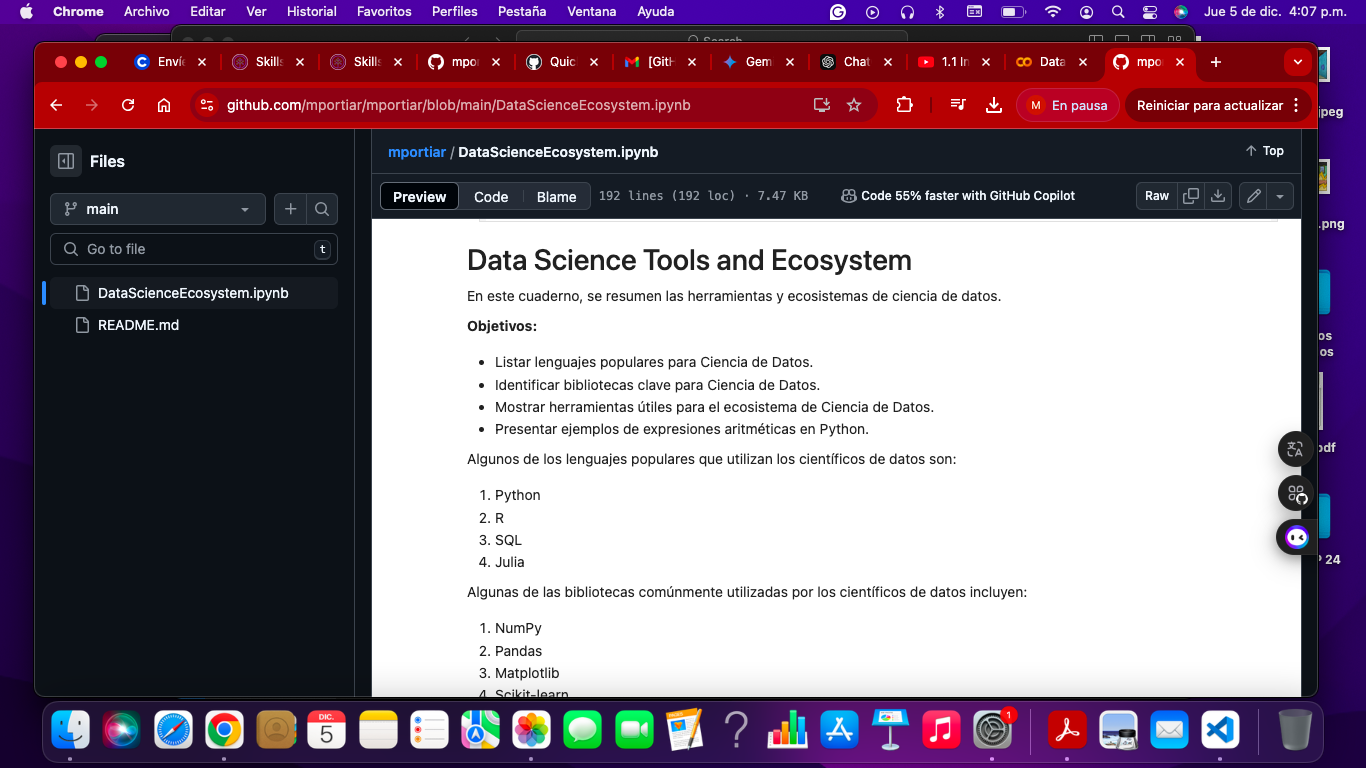 Chrome Archivo Editar Ver Historial Favoritos Perfiles Pestaña Ventana Ayuda Jue 5 de dic. 4:07 p.m.
Search
Envíe Skills Skills mpor Quic [GitH Gem Chat 1.1 In Data mpor
github.com/mportiar/mportiar/blob/main/DataScienceEcosystem.ipynb M En pausa Reiniciar para actualizar
Files
main
Go to file t
DataScienceEcosystem.ipynb
README.md
mportiar / DataScienceEcosystem.ipynb Top
Preview Code Blame 192 lines (192 loc) · 7.47 KB Code 55% faster with GitHub Copilot Raw
Data Science Tools and Ecosystem
En este cuaderno, se resumen las herramientas y ecosistemas de ciencia de datos.
Objetivos:
• Listar lenguajes populares para Ciencia de Datos.
• Identificar bibliotecas clave para Ciencia de Datos.
• Mostrar herramientas útiles para el ecosistema de Ciencia de Datos.
• Presentar ejemplos de expresiones aritméticas en Python.
Algunos de los lenguajes populares que utilizan los científicos de datos son:
1. Python
2. R
3. SQL
4. Julia
Algunas de las bibliotecas comúnmente utilizadas por los científicos de datos incluyen:
1. NumPy
2. Pandas
3. Matplotlib
4. Scikit-learn
jpeg
.png
os
os
pdf
P 24
DIC.
5
1